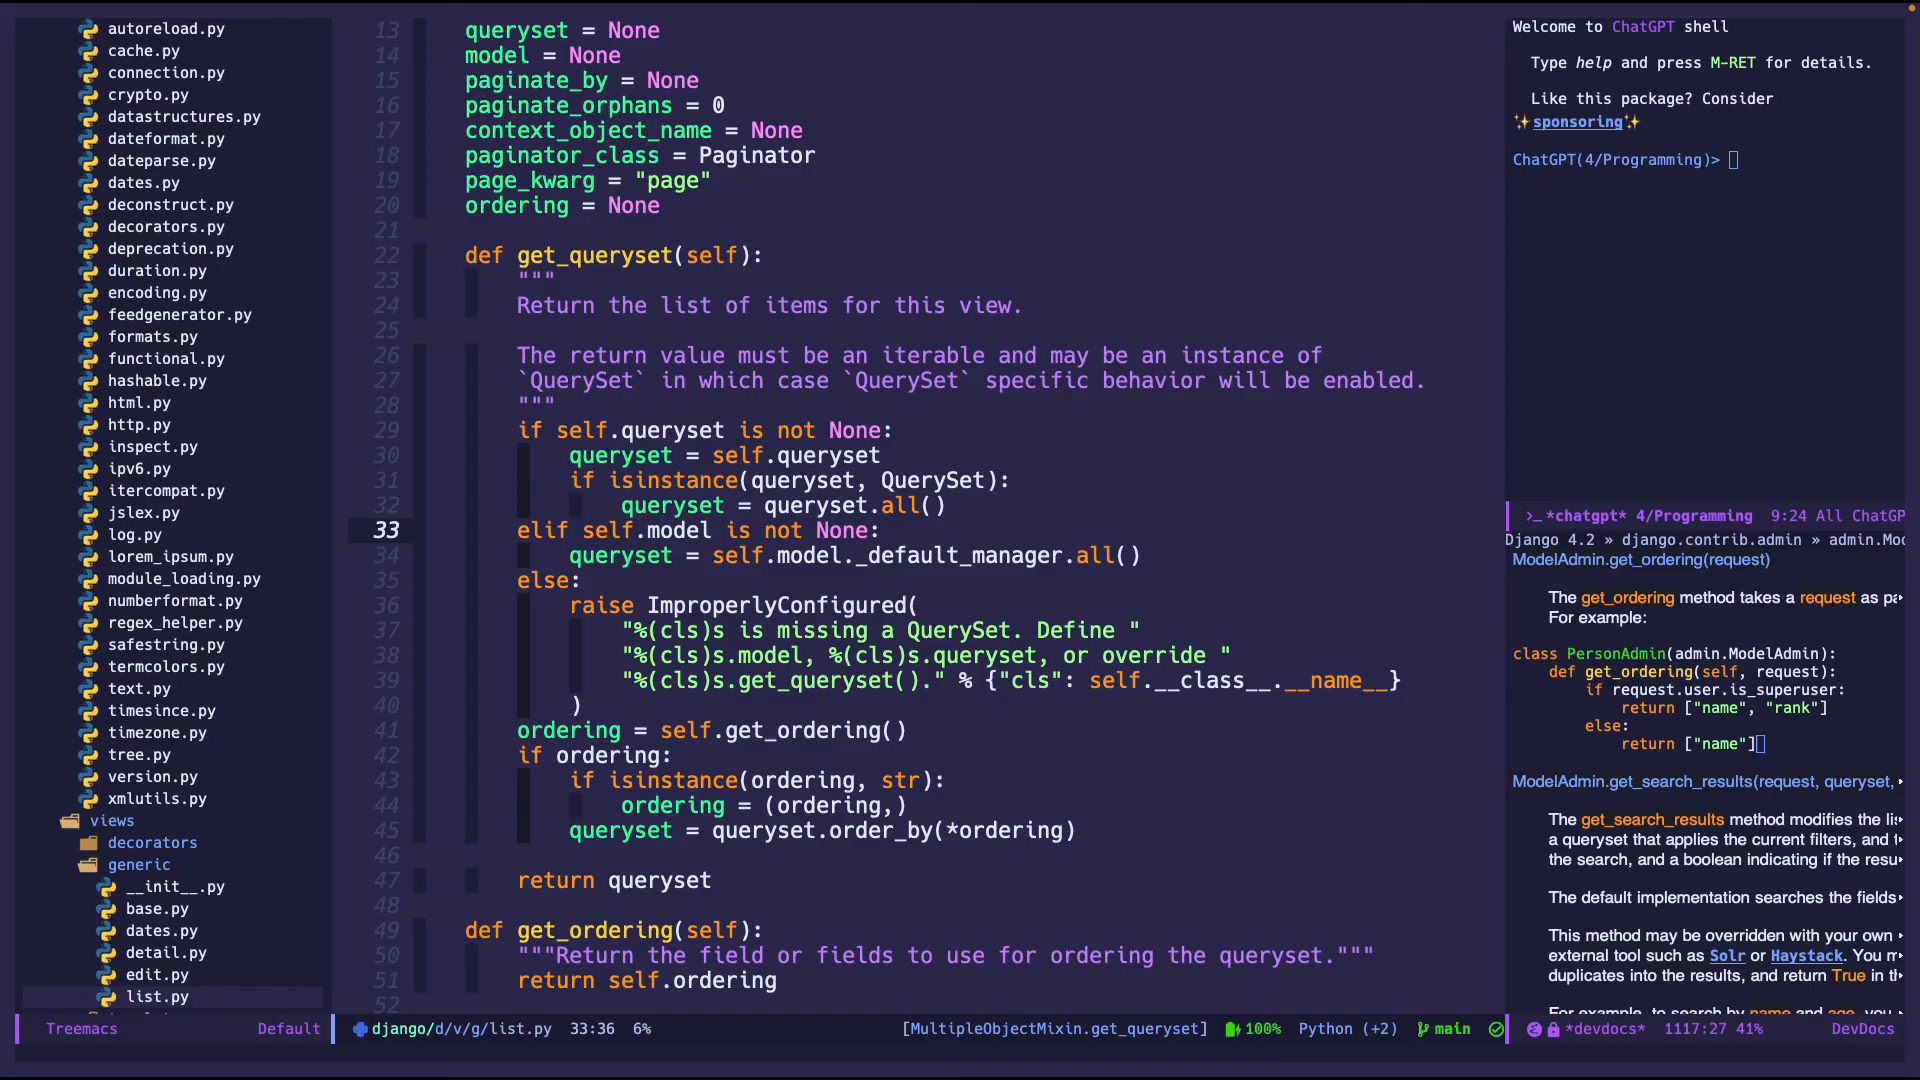 autoreload.py
cache.py
connection.py
crypto.py
datastructures.py
dateformat.py
dateparse.py
dates.py
deconstruct.py
decorators.py
deprecation.py
duration.py
encoding.py
feedgenerator.py
formats.py
functional.py
hashable.py
html.py
http.py
inspect.py
ipv6.py
itercompat.py
jslex.py
log.py
lorem_ipsum.py
module_loading.py
numberformat.py
regex_helper.py
safestring.py
termcolors.py
text.py
timesince.py
timezone.py
tree.py
version.py
xmlutils.py
views
decorators
generic
__init__.py
base.py
dates.py
detail.py
edit.py
list.py
Treemacs Default
13 queryset = None
14 model = None
15 paginate_by = None
16 paginate_orphans = 0
17 context_object_name = None
18 paginator_class = Paginator
19 page_kwarg = "page"
20 ordering = None
21
22 def get_queryset(self):
23 """
24 Return the list of items for this view.
25
26 The return value must be an iterable and may be an instance of
27 `QuerySet` in which case `QuerySet` specific behavior will be enabled.
28 """
29 if self.queryset is not None:
30 queryset = self.queryset
31 if isinstance(queryset, QuerySet):
32 queryset = queryset.all()
33 elif self.model is not None:
34 queryset = self.model._default_manager.all()
35 else:
36 raise ImproperlyConfigured(
37 "%(cls)s is missing a QuerySet. Define "
38 "%(cls)s.model, %(cls)s.queryset, or override "
39 "%(cls)s.get_queryset()." % {"cls": self.__class__.__name__}
40 )
41 ordering = self.get_ordering()
42 if ordering:
43 if isinstance(ordering, str):
44 ordering = (ordering,)
45 queryset = queryset.order_by(*ordering)
46
47 return queryset
48
49 def get_ordering(self):
50 """Return the field or fields to use for ordering the queryset."""
51 return self.ordering
52
django/d/v/g/list.py 33:36 6% [MultipleObjectMixin.get_queryset] 100% Python (+2) main
Welcome to ChatGPT shell
Type help and press M-RET for details.
Like this package? Consider
✨sponsoring✨
ChatGPT(4/Programming)>
>_ *chatgpt* 4/Programming 9:24 All ChatGP
Django 4.2 » django.contrib.admin » admin.Mod
ModelAdmin.get_ordering(request)
The get_ordering method takes a request as pa
For example:
class PersonAdmin(admin.ModelAdmin):
def get_ordering(self, request):
if request.user.is_superuser:
return ["name", "rank"]
else:
return ["name"]
ModelAdmin.get_search_results(request, queryset,
The get_search_results method modifies the lis
a queryset that applies the current filters, and t
the search, and a boolean indicating if the resu
The default implementation searches the fields
This method may be overridden with your own
external tool such as Solr or Haystack. You m
duplicates into the results, and return True in th
For example, to search by name and age, you
*devdocs* 1117:27 41% DevDocs